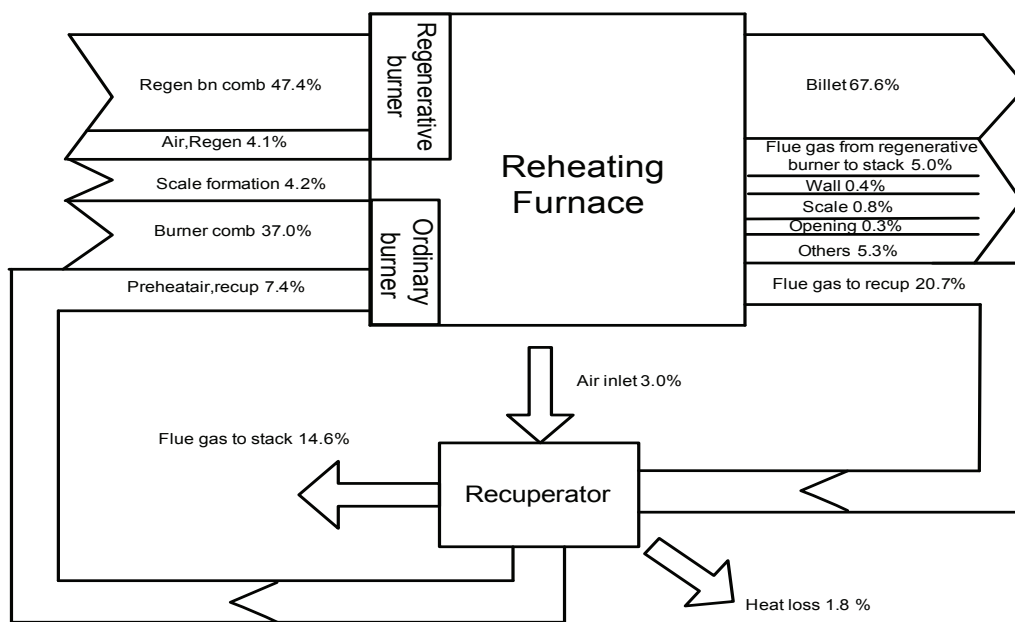 Regenerative
burner
Regen bn comb 47.4%
Air,Regen 4.1%
Scale formation 4.2%
Burner comb 37.0%
Preheatair,recup 7.4%
Ordinary
burner
Reheating
Furnace
Billet 67.6%
Flue gas from regenerative
burner to stack 5.0%
Wall 0.4%
Scale 0.8%
Opening 0.3%
Others 5.3%
Flue gas to recup 20.7%
Air inlet 3.0%
Flue gas to stack 14.6%
Recuperator
Heat loss 1.8 %